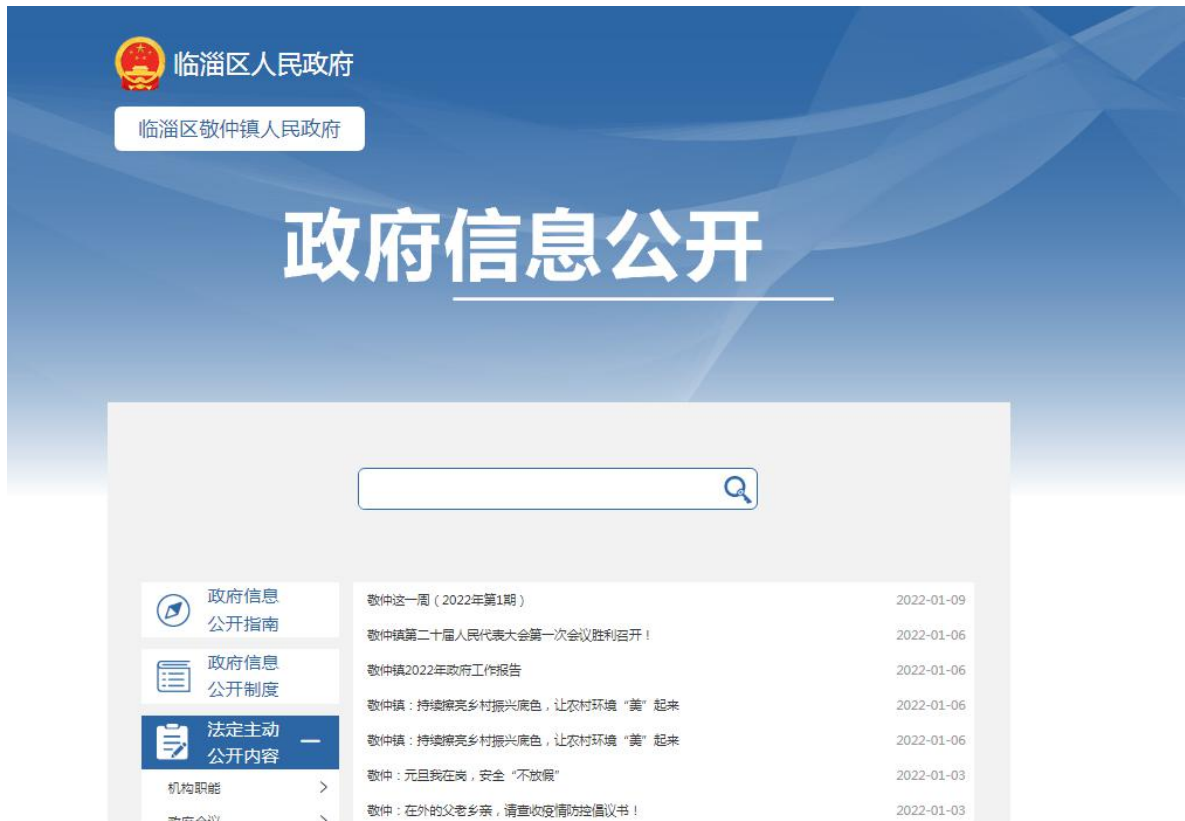 临淄区人民政府
临淄区敬仲镇人民政府
政府信息公开
政府信息
公开指南
政府信息
公开制度
法定主动
公开内容
机构职能
政府会议
敬仲这一周（2022年第1期） 2022-01-09
敬仲镇第二十届人民代表大会第一次会议胜利召开！ 2022-01-06
敬仲镇2022年政府工作报告 2022-01-06
敬仲镇：持续擦亮乡村振兴底色，让农村环境“美”起来 2022-01-06
敬仲镇：持续擦亮乡村振兴底色，让农村环境“美”起来 2022-01-06
敬仲：元旦我在岗，安全“不放假” 2022-01-03
敬仲：在外的父老乡亲，请查收疫情防控倡议书！ 2022-01-03